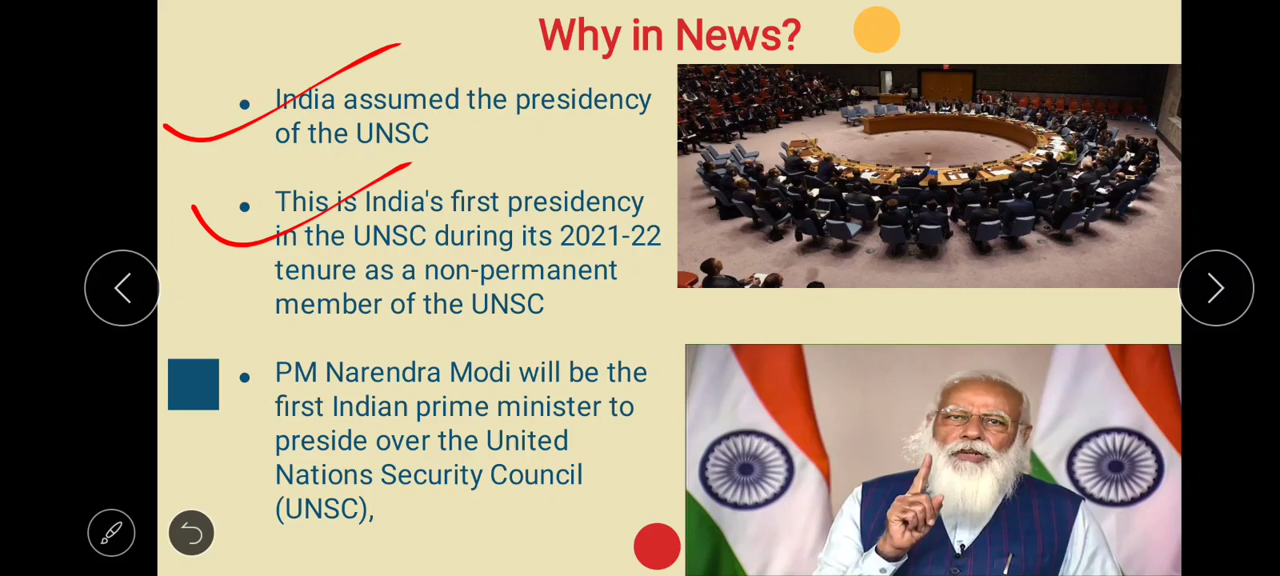 Why in News?
India assumed the presidency
of the UNSC
This is India's first presidency
in the UNSC during its 2021-22
tenure as a non-permanent
member of the UNSC
PM Narendra Modi will be the
first Indian prime minister to
preside over the United
Nations Security Council
(UNSC),